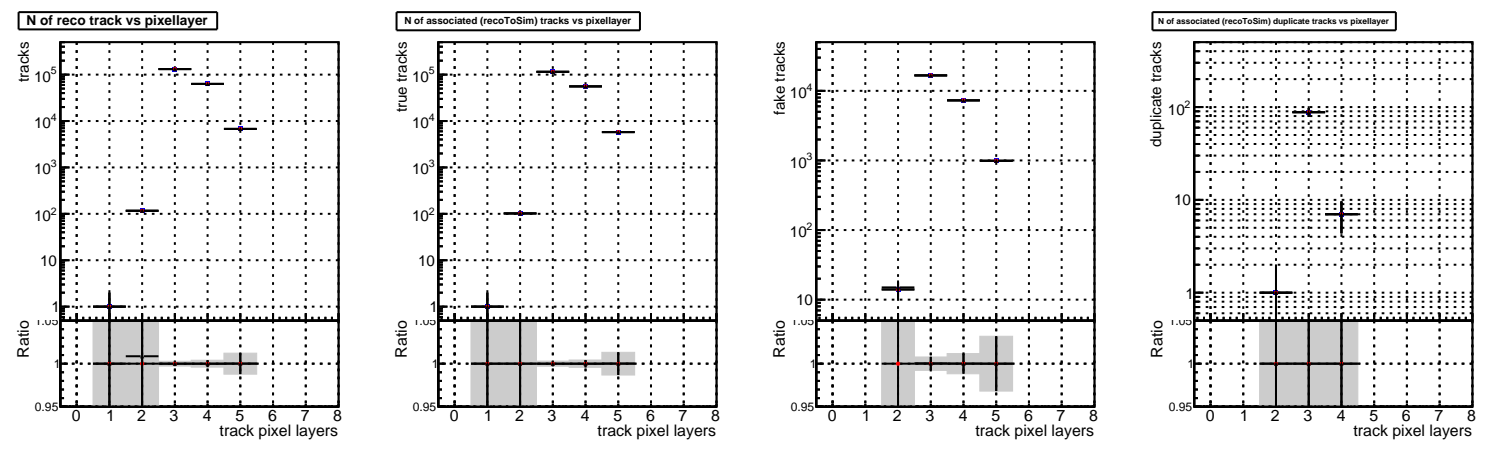 N of reco track vs pixellayer
tracks
10^5
10^4
10^3
10^2
10
1
Ratio
1.05
1
0.95
0 1 2 3 4 5 6 7 8
track pixel layers
N of associated (recoToSim) tracks vs pixellayer
true tracks
10^5
10^4
10^3
10^2
10
1
Ratio
1.05
1
0.95
0 1 2 3 4 5 6 7 8
track pixel layers
fake tracks
10^4
10^3
10^2
10
Ratio
1.05
1
0.95
0 1 2 3 4 5 6 7 8
track pixel layers
N of associated (recoToSim) duplicate tracks vs pixellayer
duplicate tracks
10^2
10
1
Ratio
1.05
1
0.95
0 1 2 3 4 5 6 7 8
track pixel layers